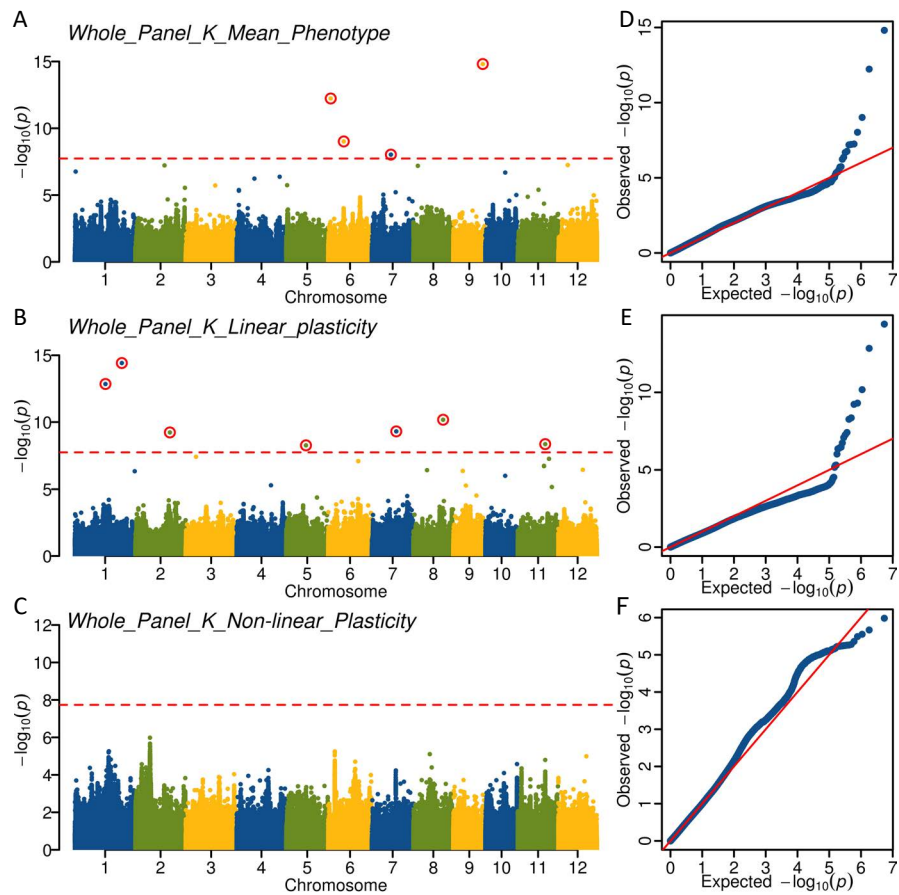 A
Whole_Panel_K_Mean_Phenotype
−log₁₀(p)
15
10
5
0
1 2 3 4 5 6 7 8 9 10 11 12
Chromosome
D
Observed −log₁₀(p)
15
10
5
0
0 1 2 3 4 5 6 7
Expected −log₁₀(p)
B
Whole_Panel_K_Linear_plasticity
−log₁₀(p)
15
10
5
0
1 2 3 4 5 6 7 8 9 10 11 12
Chromosome
E
Observed −log₁₀(p)
10
5
0
0 1 2 3 4 5 6 7
Expected −log₁₀(p)
C
Whole_Panel_K_Non-linear_Plasticity
−log₁₀(p)
12
10
8
6
4
2
0
1 2 3 4 5 6 7 8 9 10 11 12
Chromosome
F
Observed −log₁₀(p)
6
5
4
3
2
1
0
0 1 2 3 4 5 6 7
Expected −log₁₀(p)